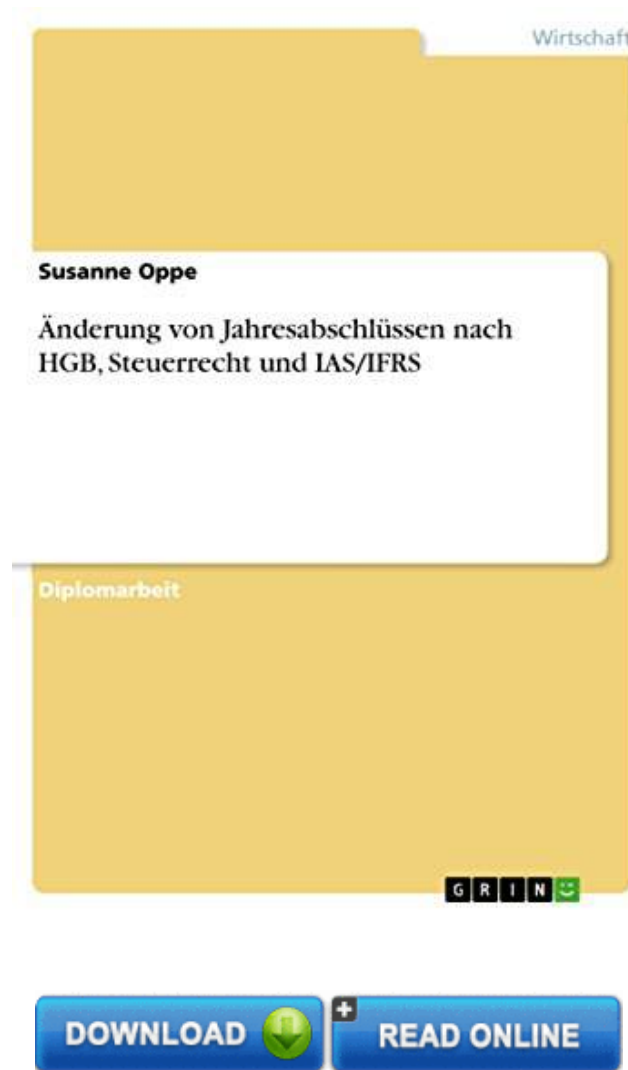 Wirtschaft
Susanne Oppe
Änderung von Jahresabschlüssen nach
HGB, Steuerrecht und IAS/IFRS
Diplomarbeit
GRIN
DOWNLOAD
READ ONLINE